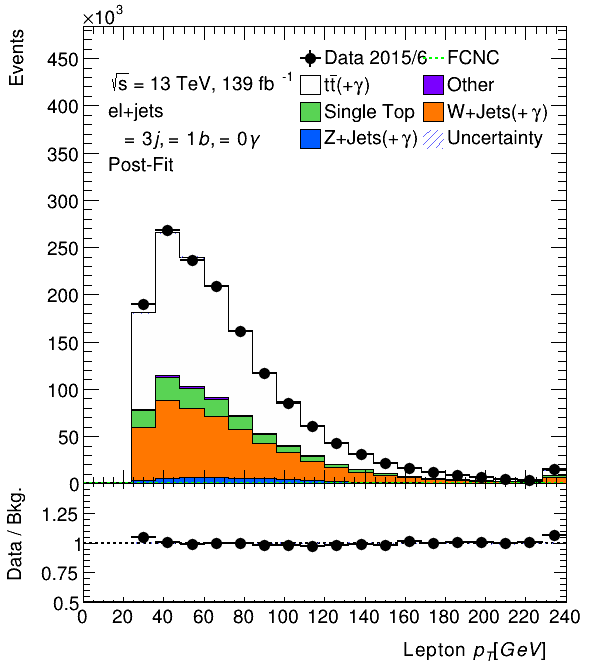 ×10³
Events
450
400
350
300
250
200
150
100
50
0
√s = 13 TeV, 139 fb⁻¹
el+jets
= 3j, = 1b, = 0γ
Post-Fit
Data 2015/6 FCNC
tt̄(+γ) Other
Single Top W+Jets(+γ)
Z+Jets(+γ) Uncertainty
Data / Bkg.
1.25
1
0.75
0.5
0 20 40 60 80 100 120 140 160 180 200 220 240
Lepton p_T[GeV]